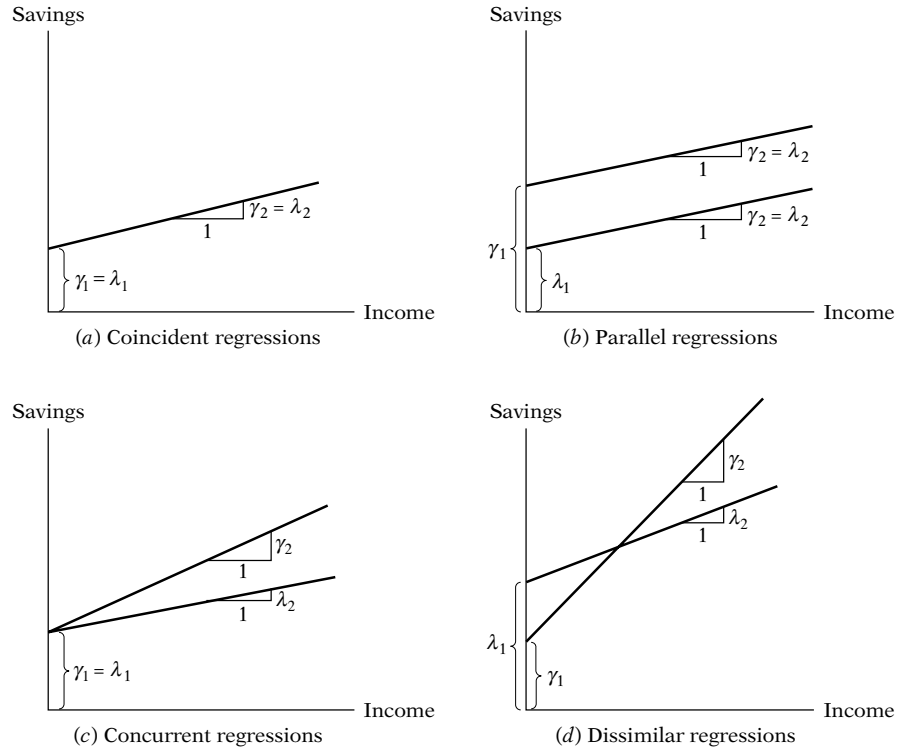 Savings
γ2 = λ2
1
γ1 = λ1
Income
(a) Coincident regressions
Savings
γ2 = λ2
1
γ2 = λ2
1
γ1
λ1
Income
(b) Parallel regressions
Savings
γ2
1
λ2
1
γ1 = λ1
Income
(c) Concurrent regressions
Savings
γ2
1
λ2
1
λ1
γ1
Income
(d) Dissimilar regressions